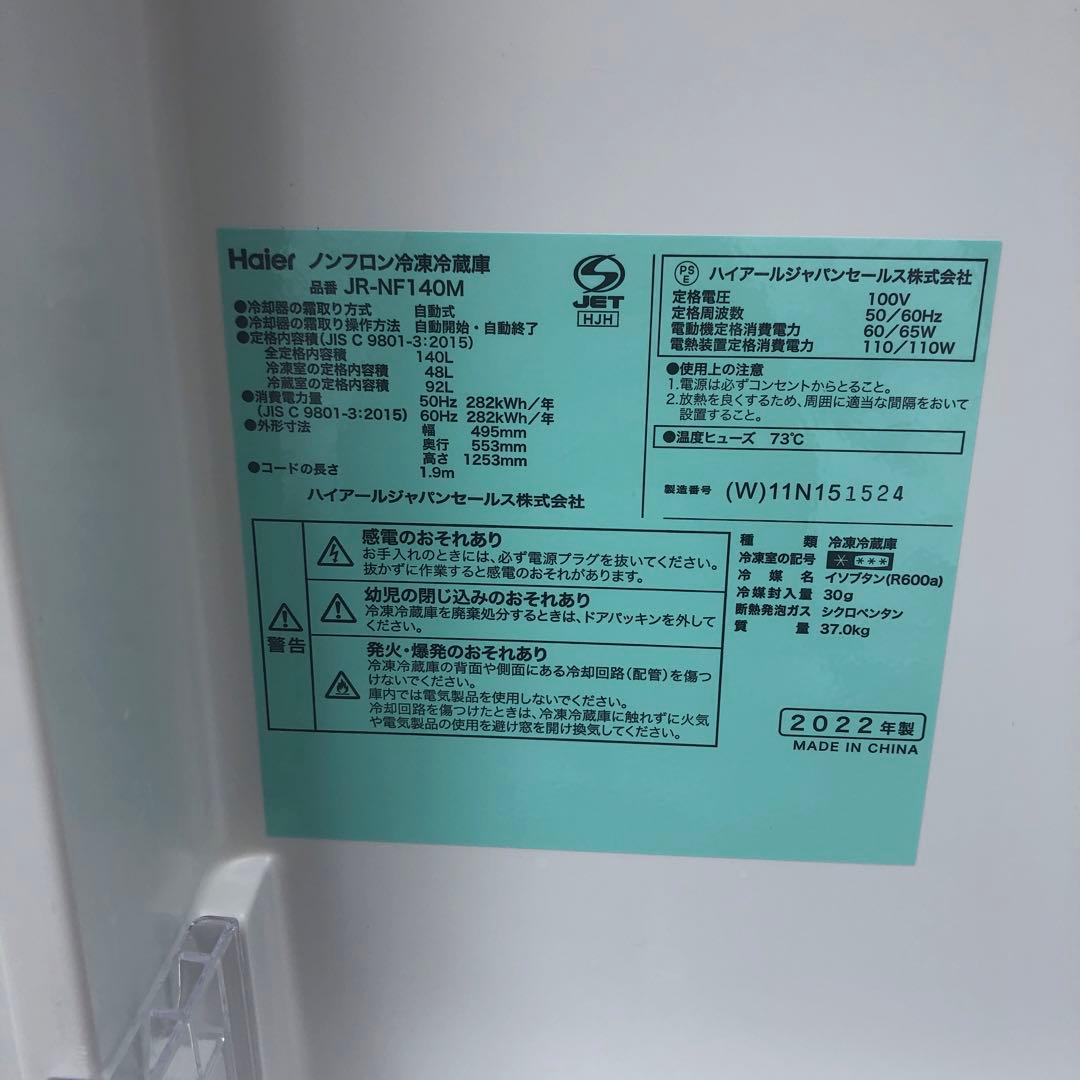 Haier ノンフロン冷凍冷蔵庫
品番 JR-NF140M
●冷却器の霜取り方式 自動式
●冷却器の霜取り操作方法 自動開始・自動終了
●定格内容積(JIS C 9801-3:2015)
全定格内容積 140L
冷凍室の定格内容積 48L
冷蔵室の定格内容積 92L
●消費電力量 50Hz 282kWh/年
(JIS C 9801-3:2015) 60Hz 282kWh/年
●外形寸法 幅 495mm
奥行 553mm
高さ 1253mm
●コードの長さ 1.9m
ハイアールジャパンセールス株式会社
JET
HJH
PSE ハイアールジャパンセールス株式会社
定格電圧 100V
定格周波数 50/60Hz
電動機定格消費電力 60/65W
電熱装置定格消費電力 110/110W
●使用上の注意
1.電源は必ずコンセントからとること。
2.放熱を良くするため、周囲に適当な間隔をおいて
設置すること。
●温度ヒューズ 73℃
製造番号 (W)11N151524
警告
感電のおそれあり
お手入れのときには、必ず電源プラグを抜いてください。
抜かずに作業すると感電のおそれがあります。
幼児の閉じ込みのおそれあり
冷凍冷蔵庫を廃棄処分するときは、ドアパッキンを外して
ください。
発火・爆発のおそれあり
冷凍冷蔵庫の背面や側面にある冷却回路(配管)を傷つ
けないでください。
庫内では電気製品を使用しないでください。
冷却回路を傷つけたときは、冷凍冷蔵庫に触れずに火気
や電気製品の使用を避け窓を開け換気してください。
種類 冷凍冷蔵庫
冷凍室の記号 * ***
冷媒名 イソブタン(R600a)
冷媒封入量 30g
断熱発泡ガス シクロペンタン
質量 37.0kg
2022年製
MADE IN CHINA